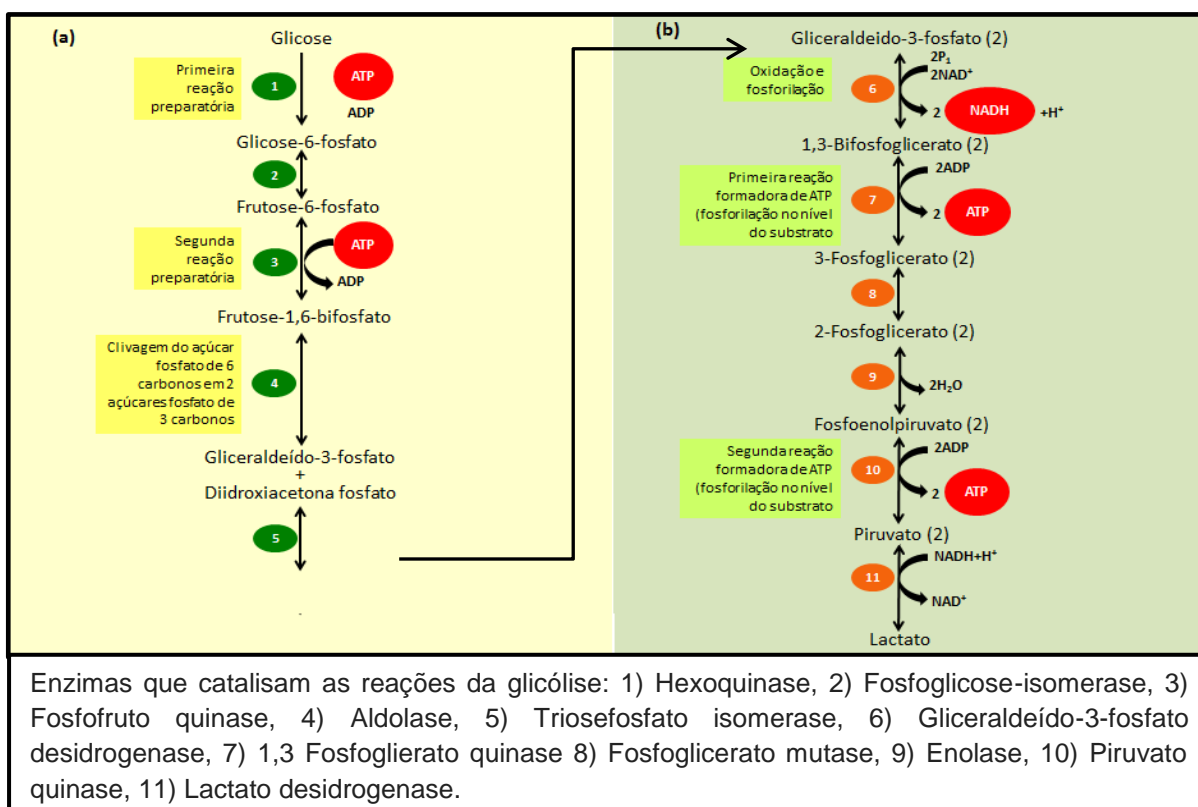 (a)
Glicose
Primeira
reação
preparatória
1
ATP
ADP
Glicose-6-fosfato
2
Frutose-6-fosfato
Segunda
reação
preparatória
3
ATP
ADP
Frutose-1,6-bifosfato
Clivagem do açúcar
fosfato de 6
carbonos em 2
açúcares fosfato de
3 carbonos
4
Gliceraldeído-3-fosfato
+
Diidroxiacetona fosfato
5
(b)
Gliceraldeido-3-fosfato (2)
Oxidação e
fosforilação
6
2P₁
2NAD⁺
2 NADH +H⁺
1,3-Bifosfoglicerato (2)
Primeira reação
formadora de ATP
(fosforilação no nível
do substrato
7
2ADP
2 ATP
3-Fosfoglicerato (2)
8
2-Fosfoglicerato (2)
9
2H₂O
Fosfoenolpiruvato (2)
Segunda reação
formadora de ATP
(fosforilação no nível
do substrato
10
2ADP
2 ATP
Piruvato (2)
11
NADH+H⁺
NAD⁺
Lactato
Enzimas que catalisam as reações da glicólise: 1) Hexoquinase, 2) Fosfoglicose-isomerase, 3)
Fosfofruto quinase, 4) Aldolase, 5) Triosefosfato isomerase, 6) Gliceraldeído-3-fosfato
desidrogenase, 7) 1,3 Fosfoglierato quinase 8) Fosfoglicerato mutase, 9) Enolase, 10) Piruvato
quinase, 11) Lactato desidrogenase.